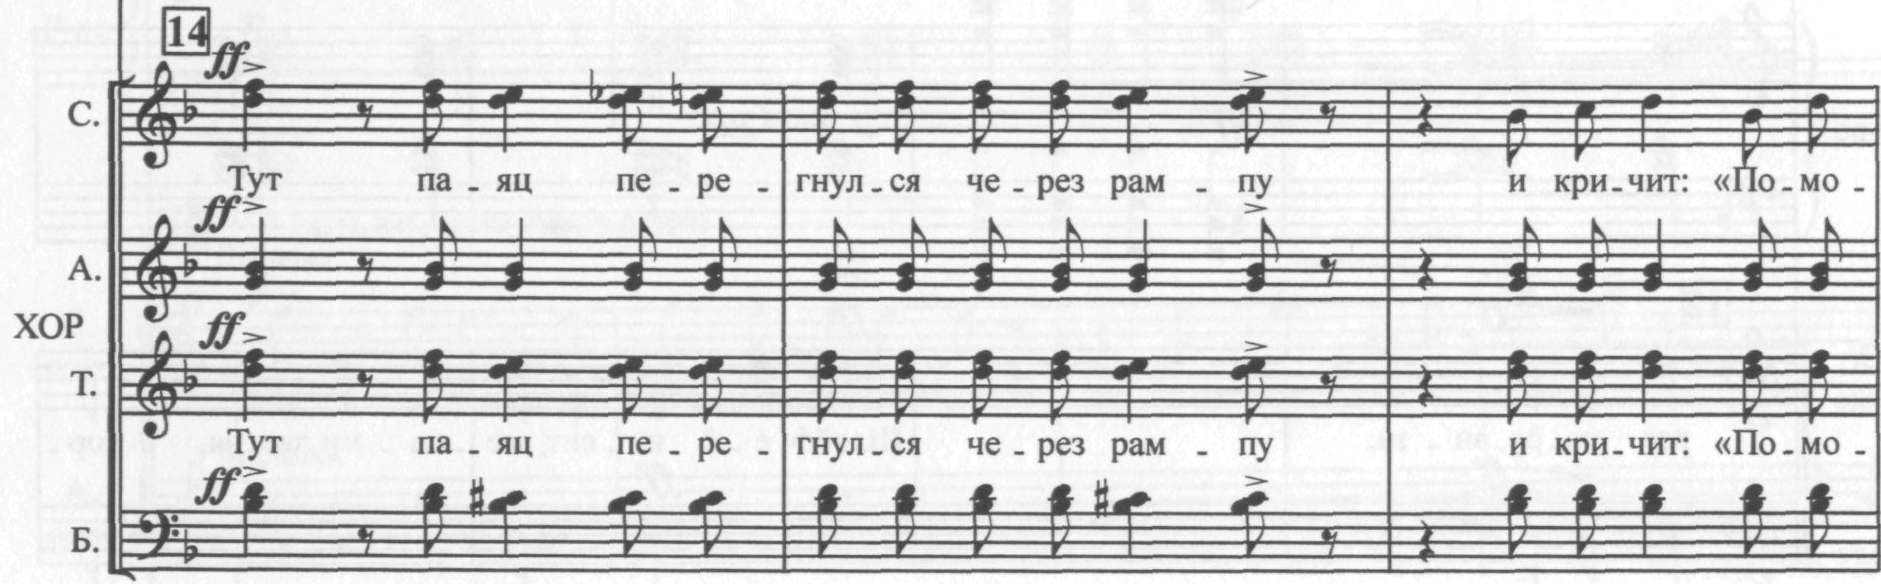 14
ff
С.
Тут па - яц пе - ре - гнул - ся че - рез рам - пу и кри - чит: «По - мо -
ff
А.
ХОР
ff
Т.
Тут па - яц пе - ре - гнул - ся че - рез рам - пу и кри - чит: «По - мо -
ff
Б.